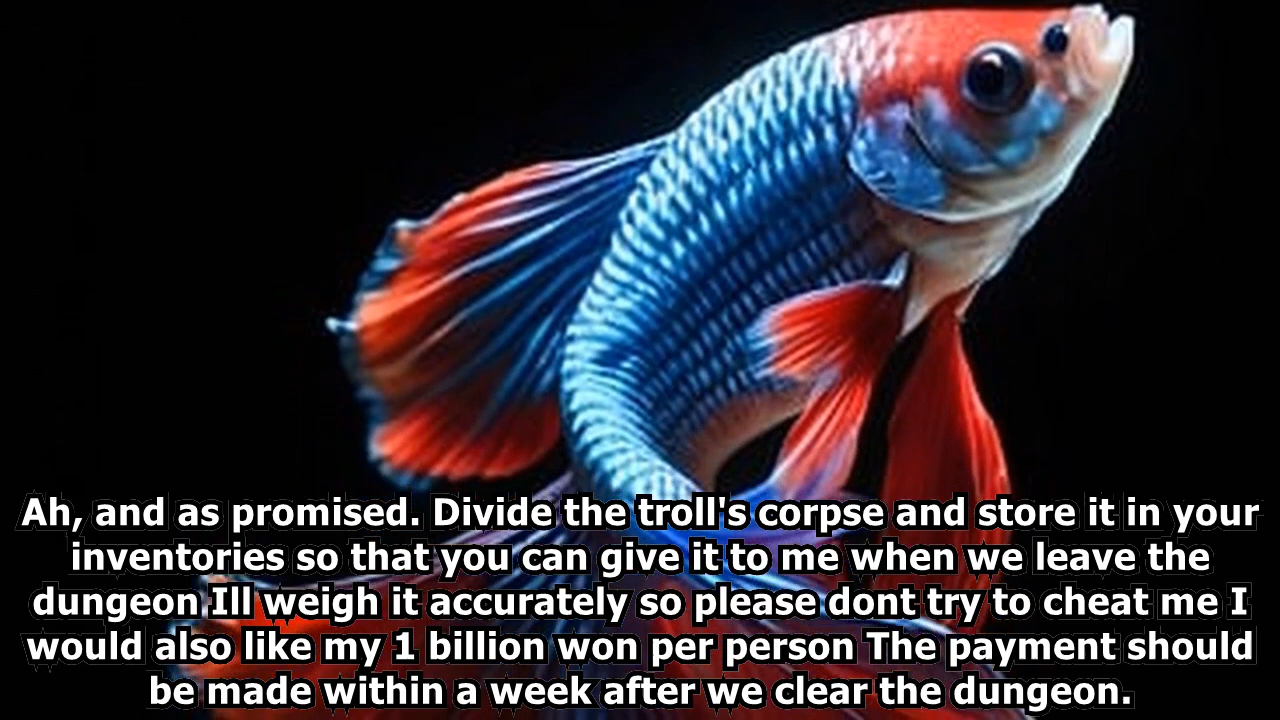 Ah, and as promised. Divide the troll's corpse and store it in your
inventories so that you can give it to me when we leave the
dungeon Ill weigh it accurately so please dont try to cheat me I
would also like my 1 billion won per person The payment should
be made within a week after we clear the dungeon.